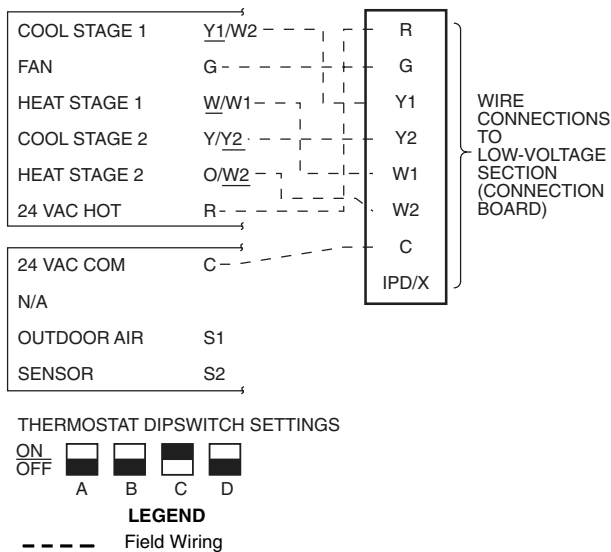 COOL STAGE 1 Y1/W2 R
FAN G G
HEAT STAGE 1 W/W1 Y1
COOL STAGE 2 Y/Y2 Y2
HEAT STAGE 2 O/W2 W1
24 VAC HOT R W2
24 VAC COM C C
N/A IPD/X
OUTDOOR AIR S1
SENSOR S2
WIRE
CONNECTIONS
TO
LOW-VOLTAGE
SECTION
(CONNECTION
BOARD)
THERMOSTAT DIPSWITCH SETTINGS
ON
OFF
A B C D
LEGEND
Field Wiring